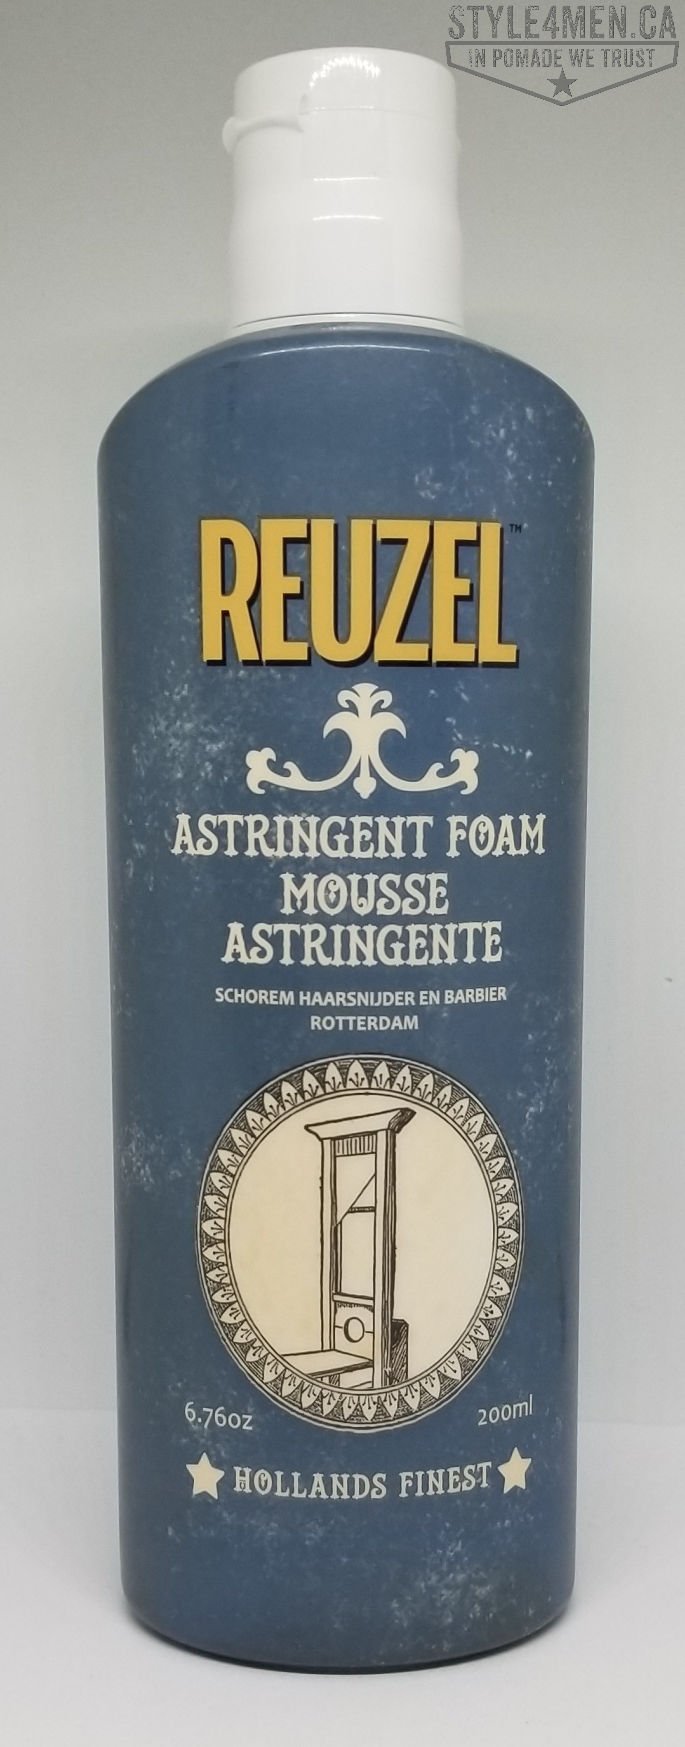 STYLE4MEN.CA
IN POMADE WE TRUST
REUZEL™
ASTRINGENT FOAM
MOUSSE
ASTRINGENTE
SCHOREM HAARSNIJDER EN BARBIER
ROTTERDAM
6.76oz
200ml
HOLLANDS FINEST